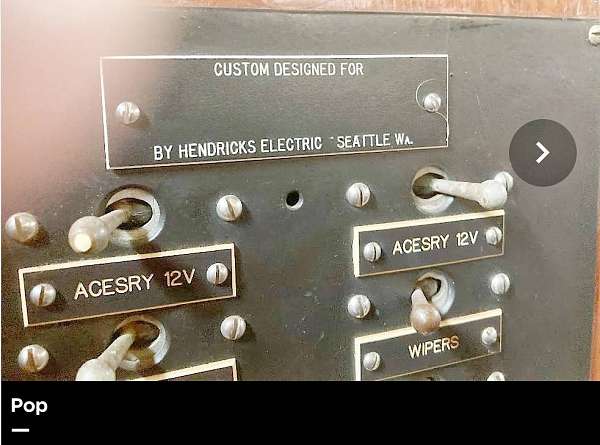 CUSTOM DESIGNED FOR
BY HENDRICKS ELECTRIC SEATTLE WA.
ACESRY 12V
ACESRY 12V
WIPERS
Pop